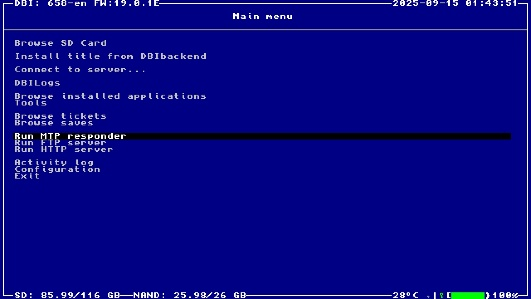 DBI: 658-en FW:19.0.1E 2025-09-15 01:43:51
Main menu
Browse SD Card
Install title from DBIbackend
Connect to server...
DBILogs
Browse installed applications
Tools
Browse tickets
Browse saves
Run MTP responder
Run FTP server
Run HTTP server
Activity log
Configuration
Exit
SD: 85.99/116 GB NAND: 25.98/26 GB 28°C 100%